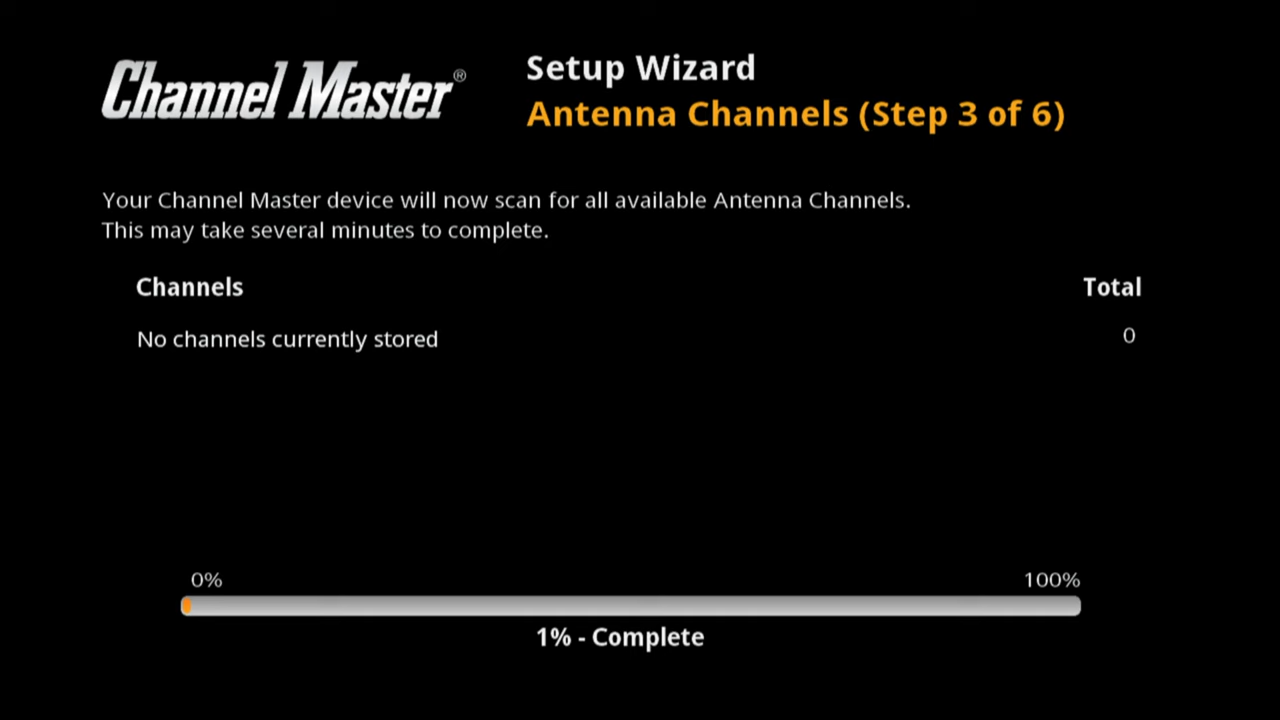 Channel Master®
Setup Wizard
Antenna Channels (Step 3 of 6)
Your Channel Master device will now scan for all available Antenna Channels.
This may take several minutes to complete.
Channels Total
No channels currently stored 0
0% 100%
1% - Complete